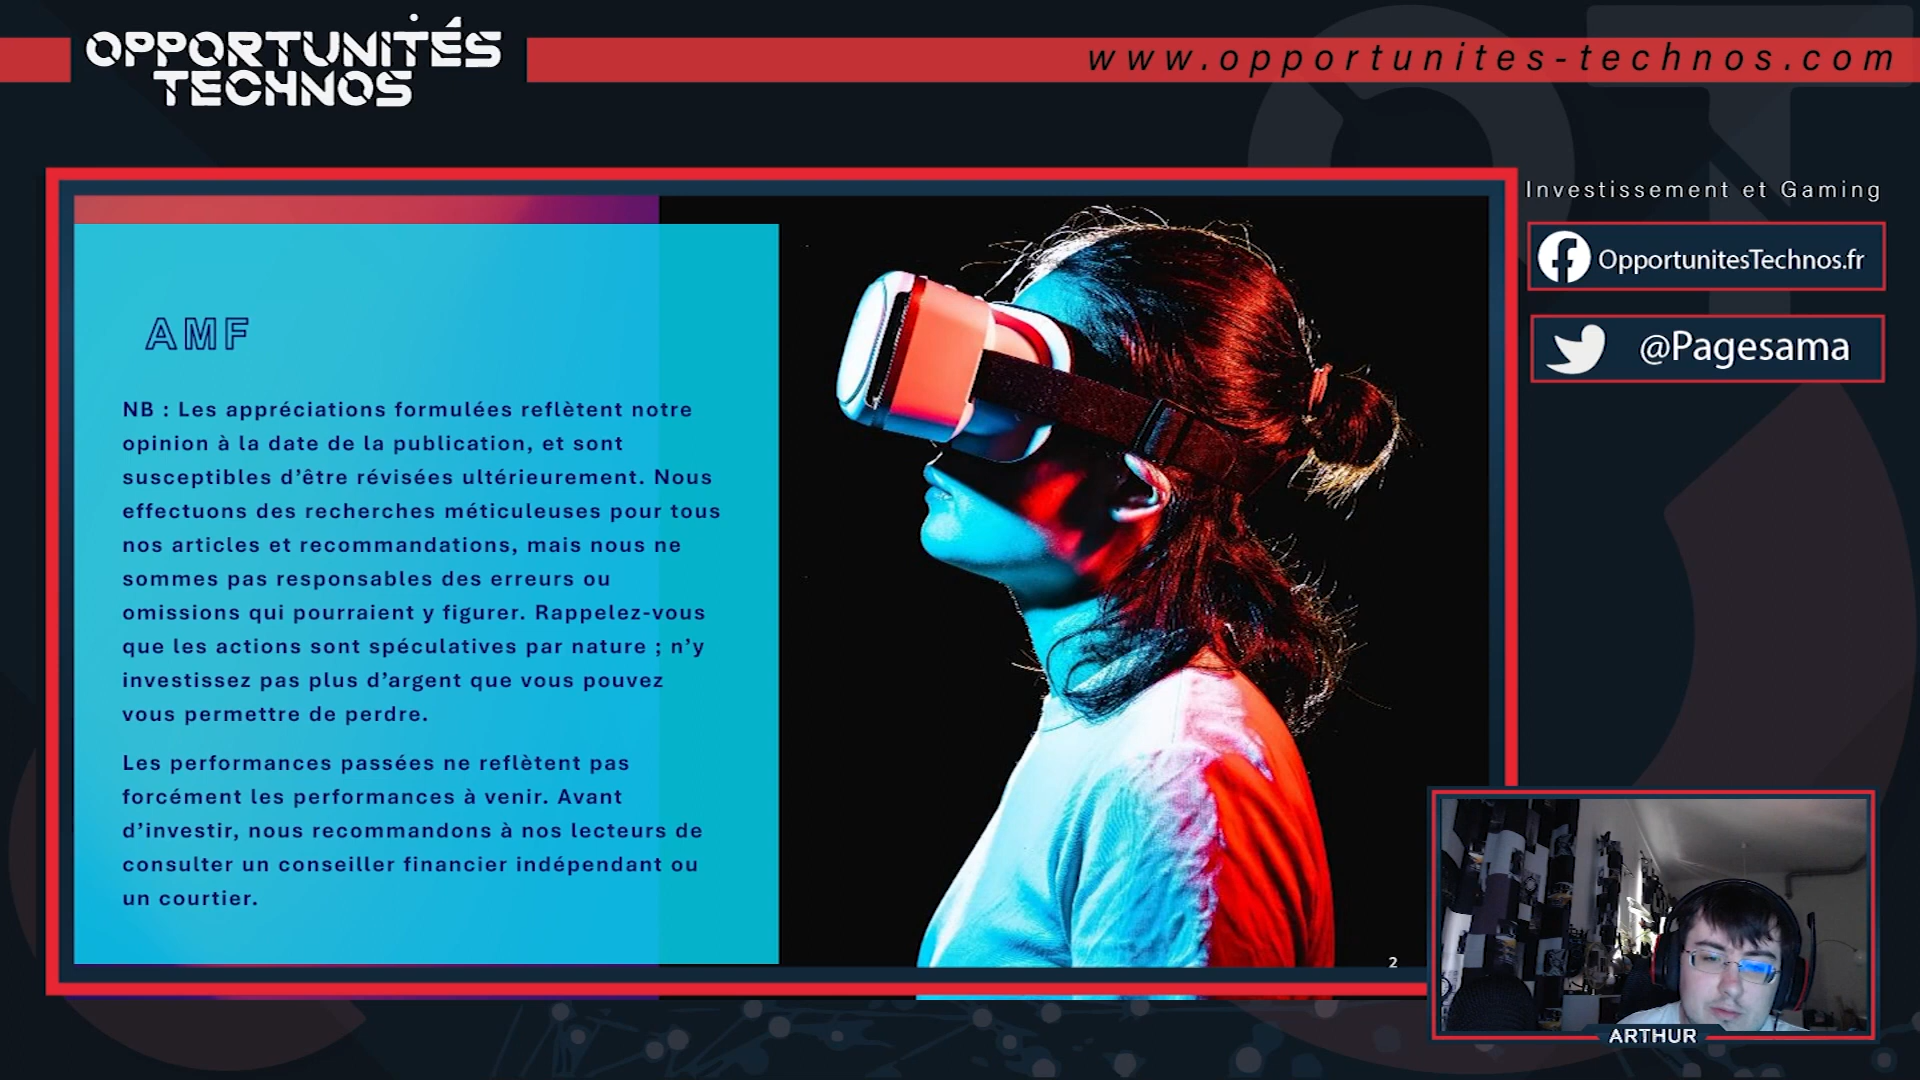 OPPORTUNITÉS
TECHNOS
www.opportunites-technos.com
Investissement et Gaming
OpportunitesTechnos.fr
@Pagesama
AMF
NB : Les appréciations formulées reflètent notre
opinion à la date de la publication, et sont
susceptibles d’être révisées ultérieurement. Nous
effectuons des recherches méticuleuses pour tous
nos articles et recommandations, mais nous ne
sommes pas responsables des erreurs ou
omissions qui pourraient y figurer. Rappelez-vous
que les actions sont spéculatives par nature ; n’y
investissez pas plus d’argent que vous pouvez
vous permettre de perdre.
Les performances passées ne reflètent pas
forcément les performances à venir. Avant
d’investir, nous recommandons à nos lecteurs de
consulter un conseiller financier indépendant ou
un courtier.
2
ARTHUR